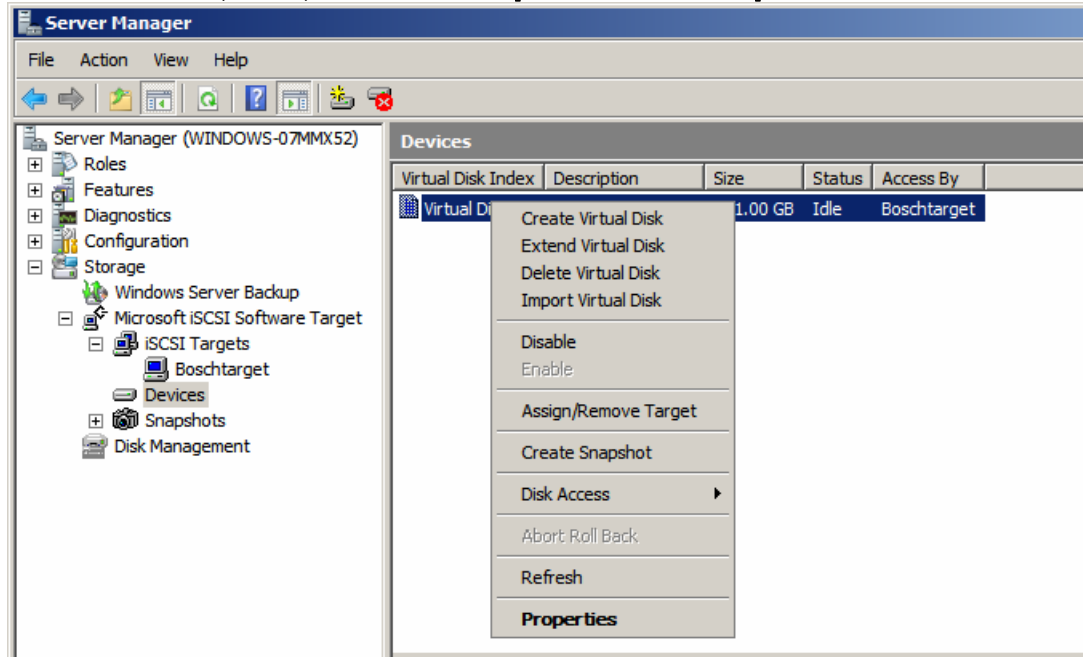 Server Manager
File Action View Help
Server Manager (WINDOWS-07MMX52)
Roles
Features
Diagnostics
Configuration
Storage
Windows Server Backup
Microsoft iSCSI Software Target
iSCSI Targets
Boschtarget
Devices
Snapshots
Disk Management
Devices
Virtual Disk Index Description Size Status Access By
Virtual Di 1.00 GB Idle Boschtarget
Create Virtual Disk
Extend Virtual Disk
Delete Virtual Disk
Import Virtual Disk
Disable
Enable
Assign/Remove Target
Create Snapshot
Disk Access
Abort Roll Back
Refresh
Properties